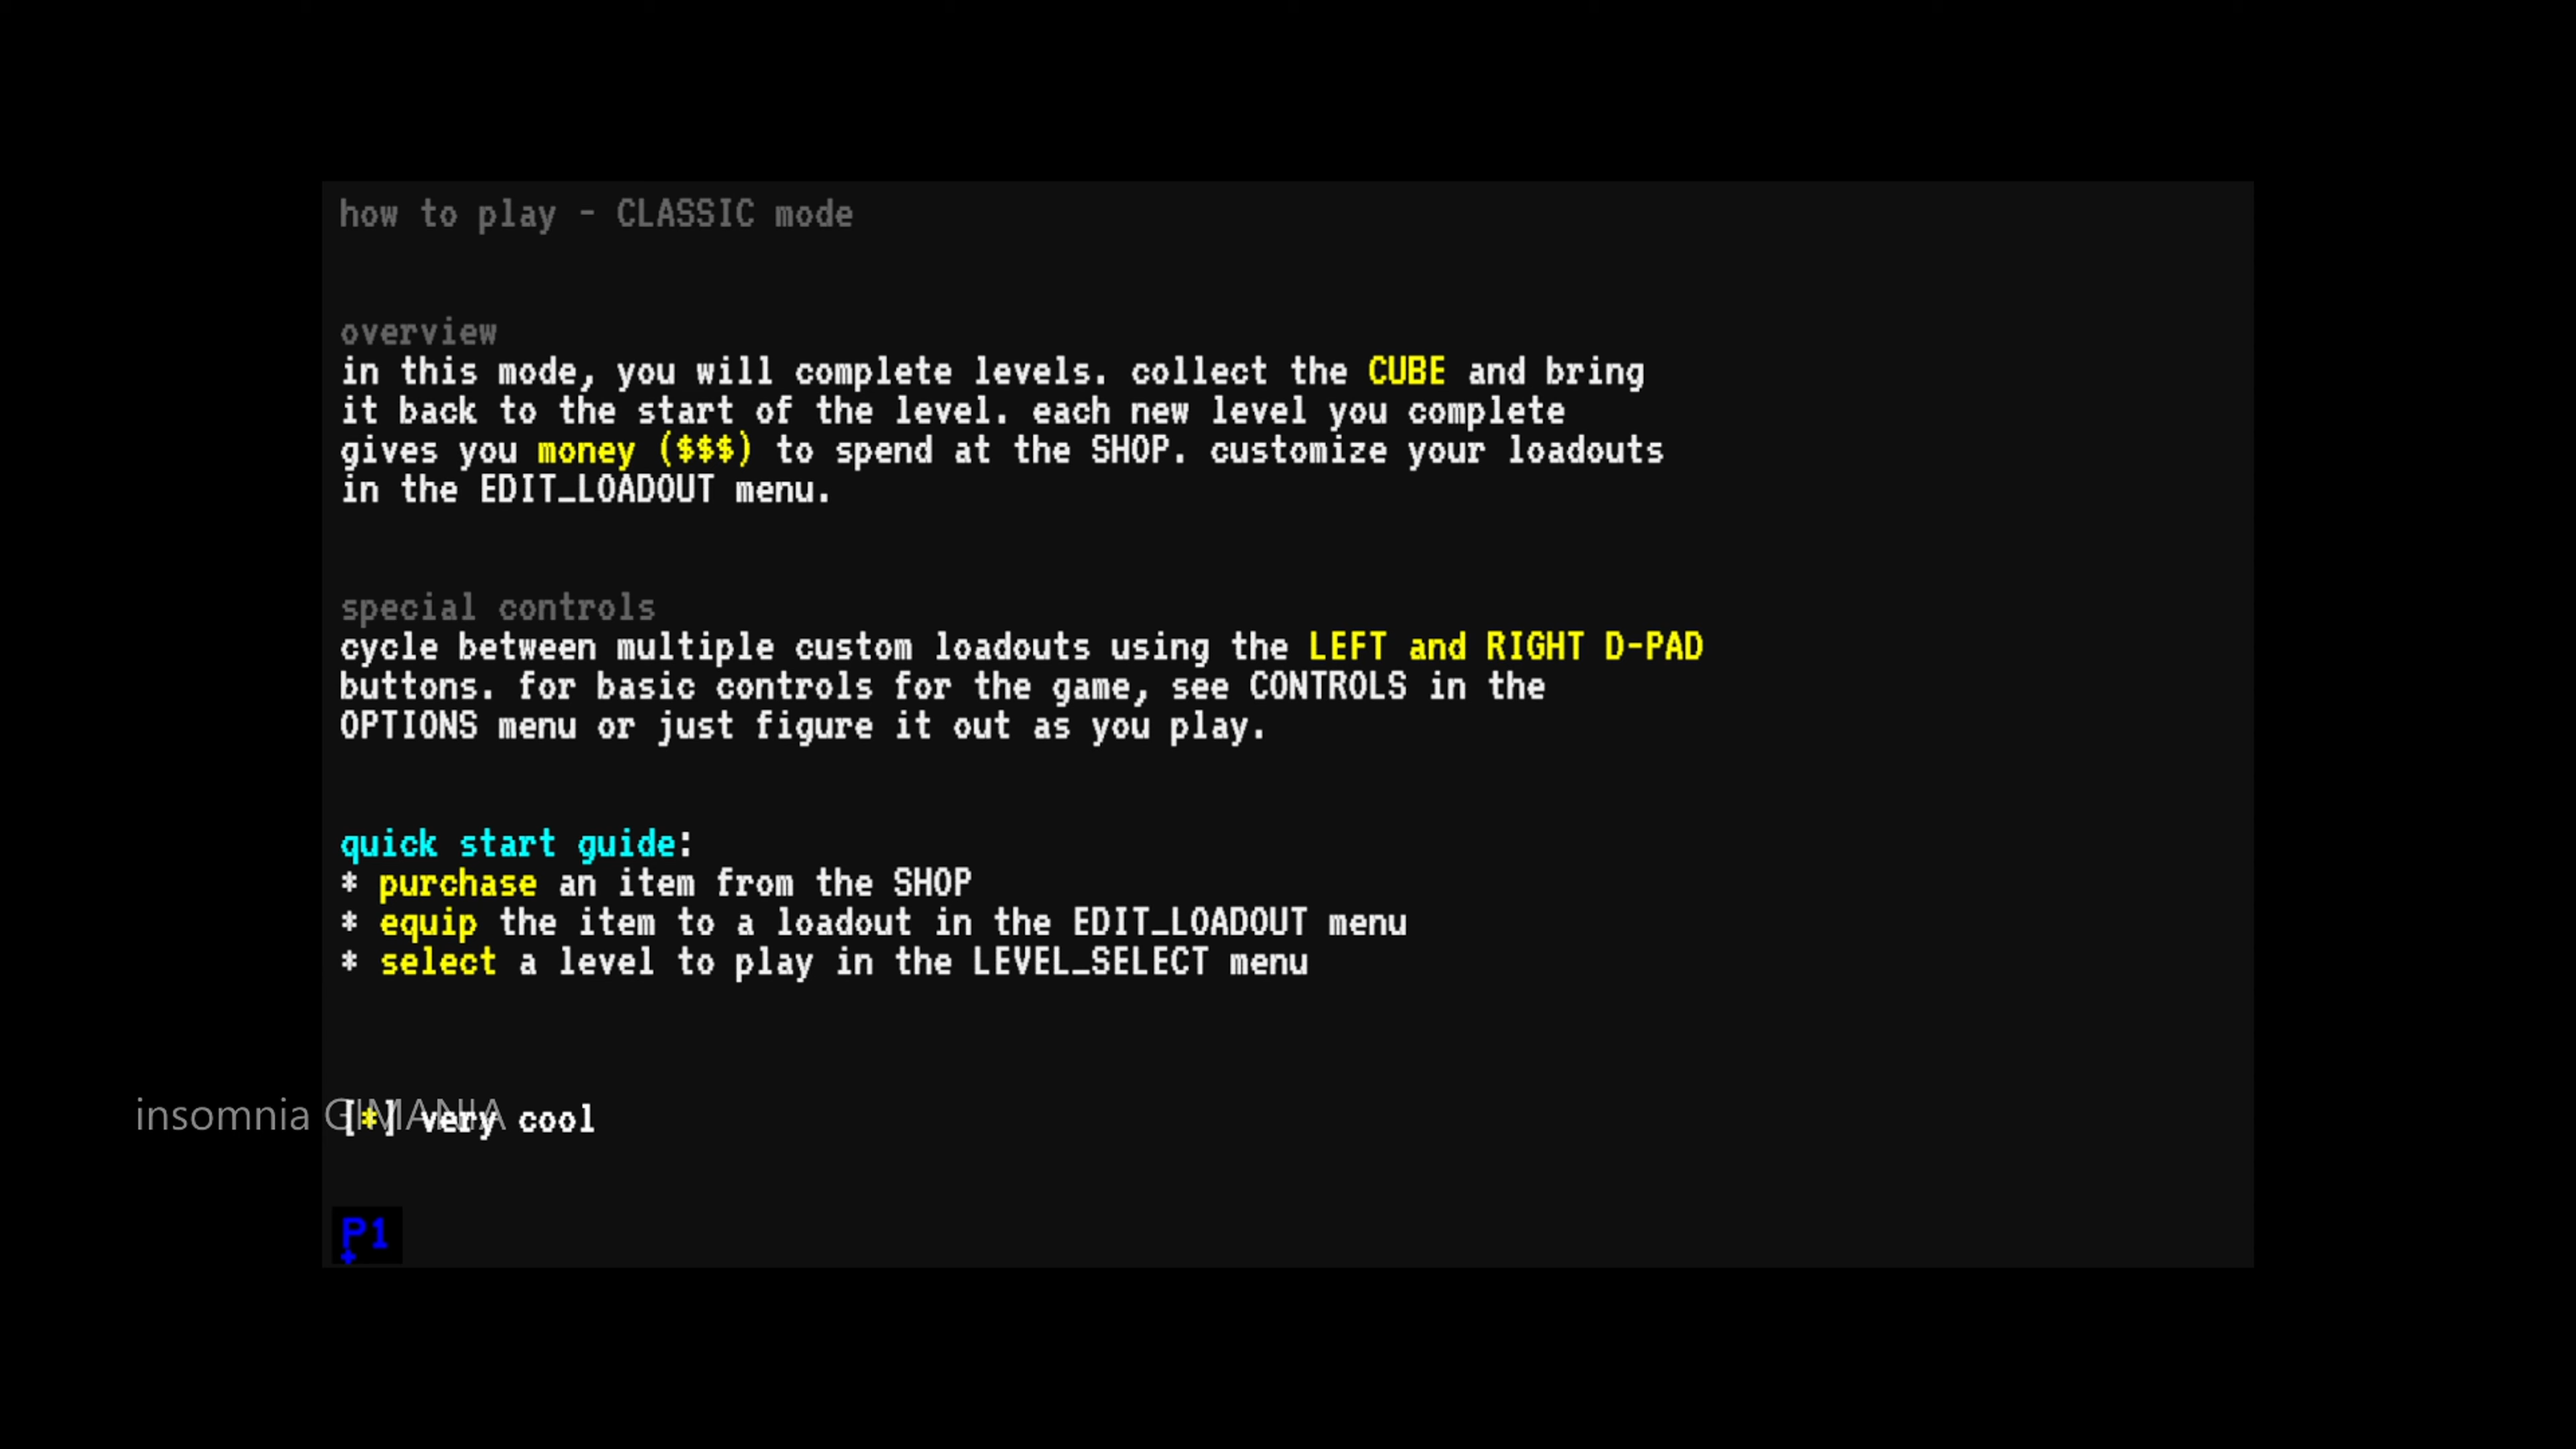 how to play - CLASSIC mode
overview
in this mode, you will complete levels. collect the CUBE and bring
it back to the start of the level. each new level you complete
gives you money ($$$) to spend at the SHOP. customize your loadouts
in the EDIT_LOADOUT menu.
special controls
cycle between multiple custom loadouts using the LEFT and RIGHT D-PAD
buttons. for basic controls for the game, see CONTROLS in the
OPTIONS menu or just figure it out as you play.
quick start guide:
* purchase an item from the SHOP
* equip the item to a loadout in the EDIT_LOADOUT menu
* select a level to play in the LEVEL_SELECT menu
insomnia GIMANIA
[*] very cool
P1